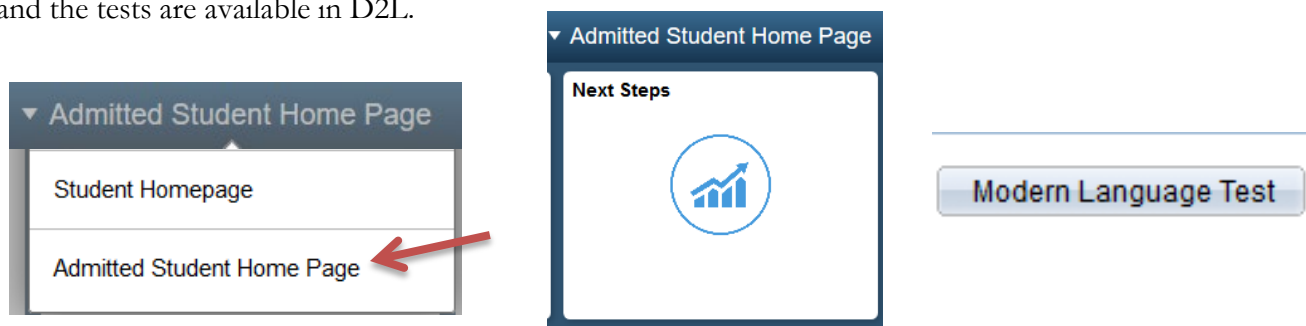 and the tests are available in D2L.
Admitted Student Home Page
Student Homepage
Admitted Student Home Page
Admitted Student Home Page
Next Steps
Modern Language Test